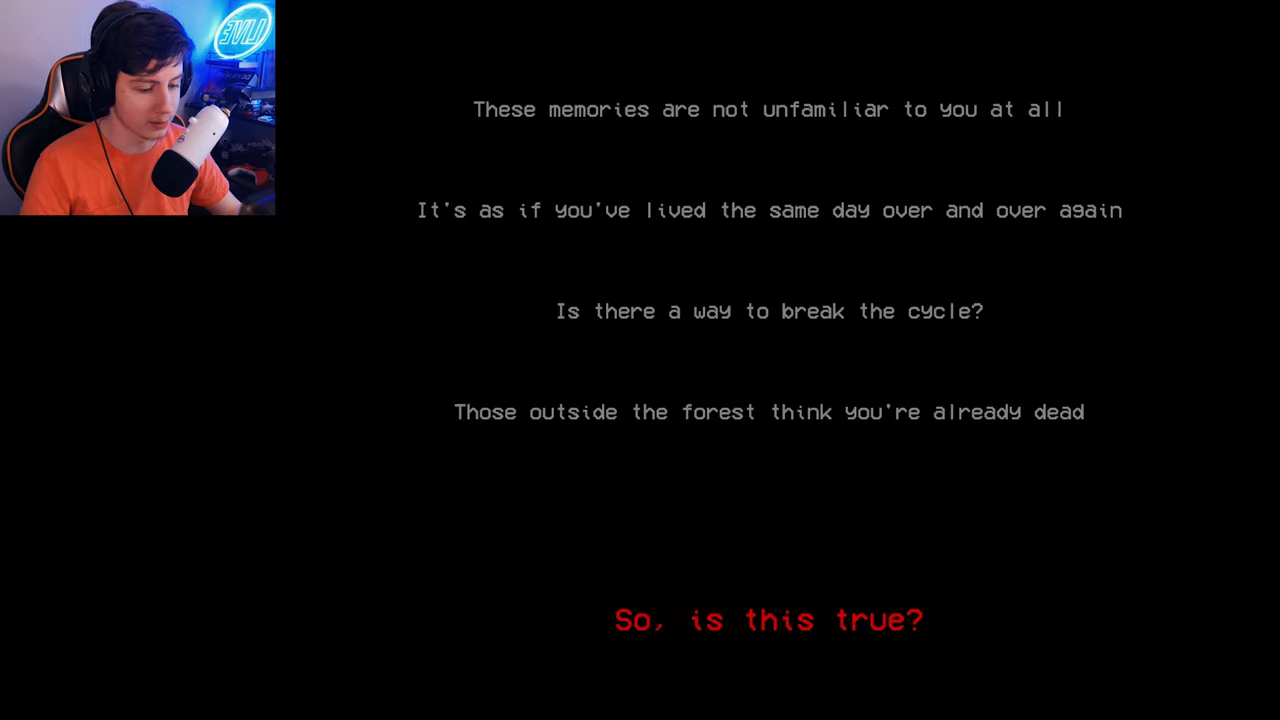 These memories are not unfamiliar to you at all
It's as if you've lived the same day over and over again
Is there a way to break the cycle?
Those outside the forest think you're already dead
So, is this true?